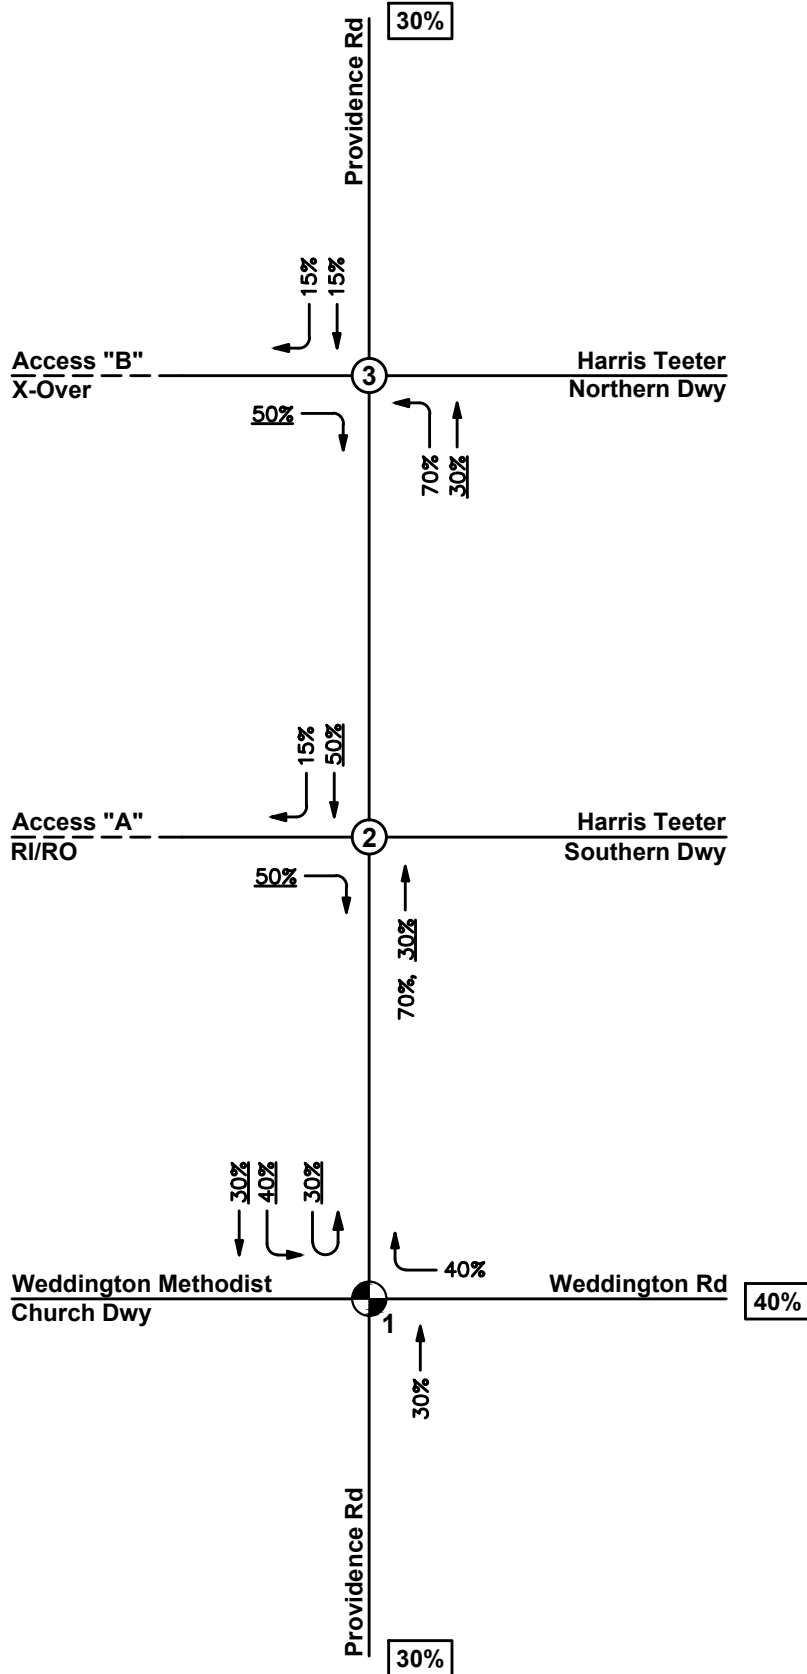 30%
Providence Rd
15%
15%
Access "B"
X-Over
3
Harris Teeter
Northern Dwy
50%
70%
30%
15%
50%
Access "A"
RI/RO
2
Harris Teeter
Southern Dwy
50%
70%, 30%
30%
40%
30%
40%
Weddington Methodist
Church Dwy
1
Weddington Rd
40%
30%
Providence Rd
30%